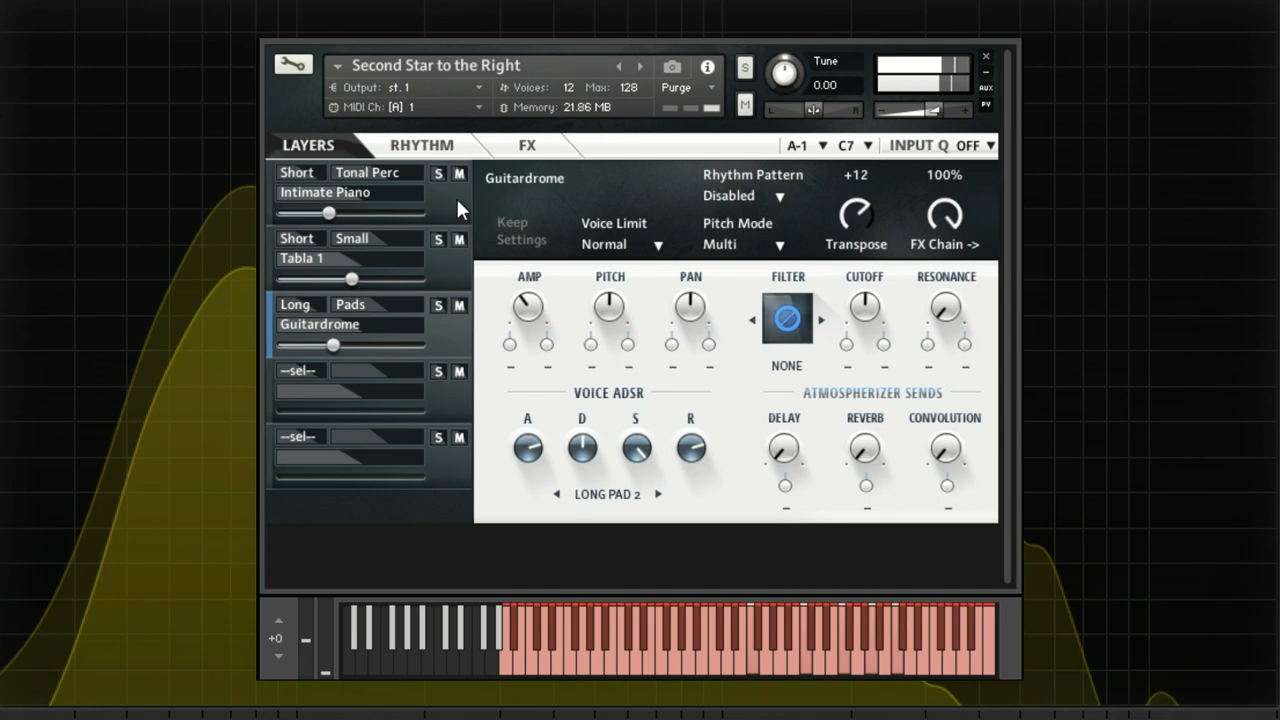 Second Star to the Right
Output: st. 1 Voices: 12 Max: 128 Purge
MIDI Ch: [A] 1 Memory: 21.86 MB
S
M
Tune
0.00
L R
- +
AUX
PV
LAYERS RHYTHM FX A-1 C7 INPUT Q OFF
Short Tonal Perc S M
Intimate Piano
Short Small S M
Tabla 1
Long Pads S M
Guitardrome
--sel-- S M
--sel-- S M
Guitardrome
Keep
Settings
Voice Limit
Normal
Rhythm Pattern
Disabled
Pitch Mode
Multi
+12
Transpose
100%
FX Chain ->
AMP PITCH PAN FILTER CUTOFF RESONANCE
– – – – – – NONE – – – –
VOICE ADSR ATMOSPHERIZER SENDS
A D S R DELAY REVERB CONVOLUTION
LONG PAD 2
– – –
+0